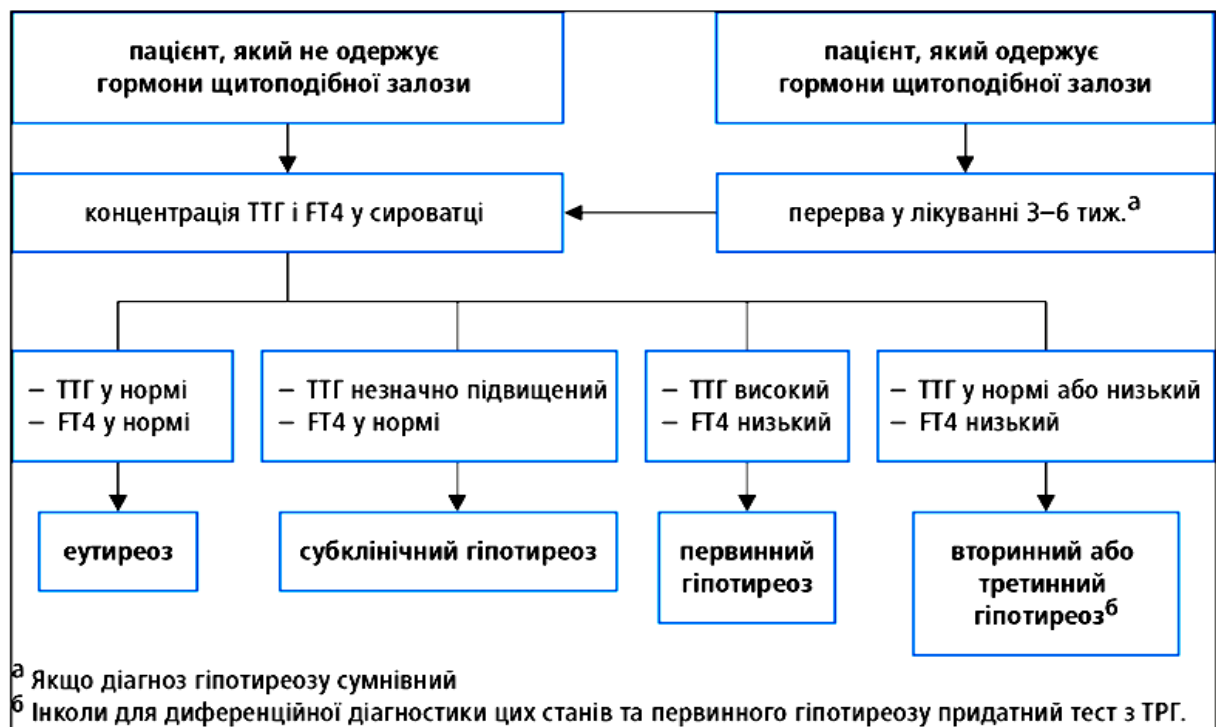 пацієнт, який не одержує
гормони щитоподібної залози
пацієнт, який одержує
гормони щитоподібної залози
концентрація ТТГ і FT4 у сироватці
перерва у лікуванні 3–6 тиж.а
– ТТГ у нормі
– FT4 у нормі
– ТТГ незначно підвищений
– FT4 у нормі
– ТТГ високий
– FT4 низький
– ТТГ у нормі або низький
– FT4 низький
еутиреоз
субклінічний гіпотиреоз
первинний
гіпотиреоз
вторинний або
третинний
гіпотиреозб
а Якщо діагноз гіпотиреозу сумнівний
б Інколи для диференційної діагностики цих станів та первинного гіпотиреозу придатний тест з ТРГ.